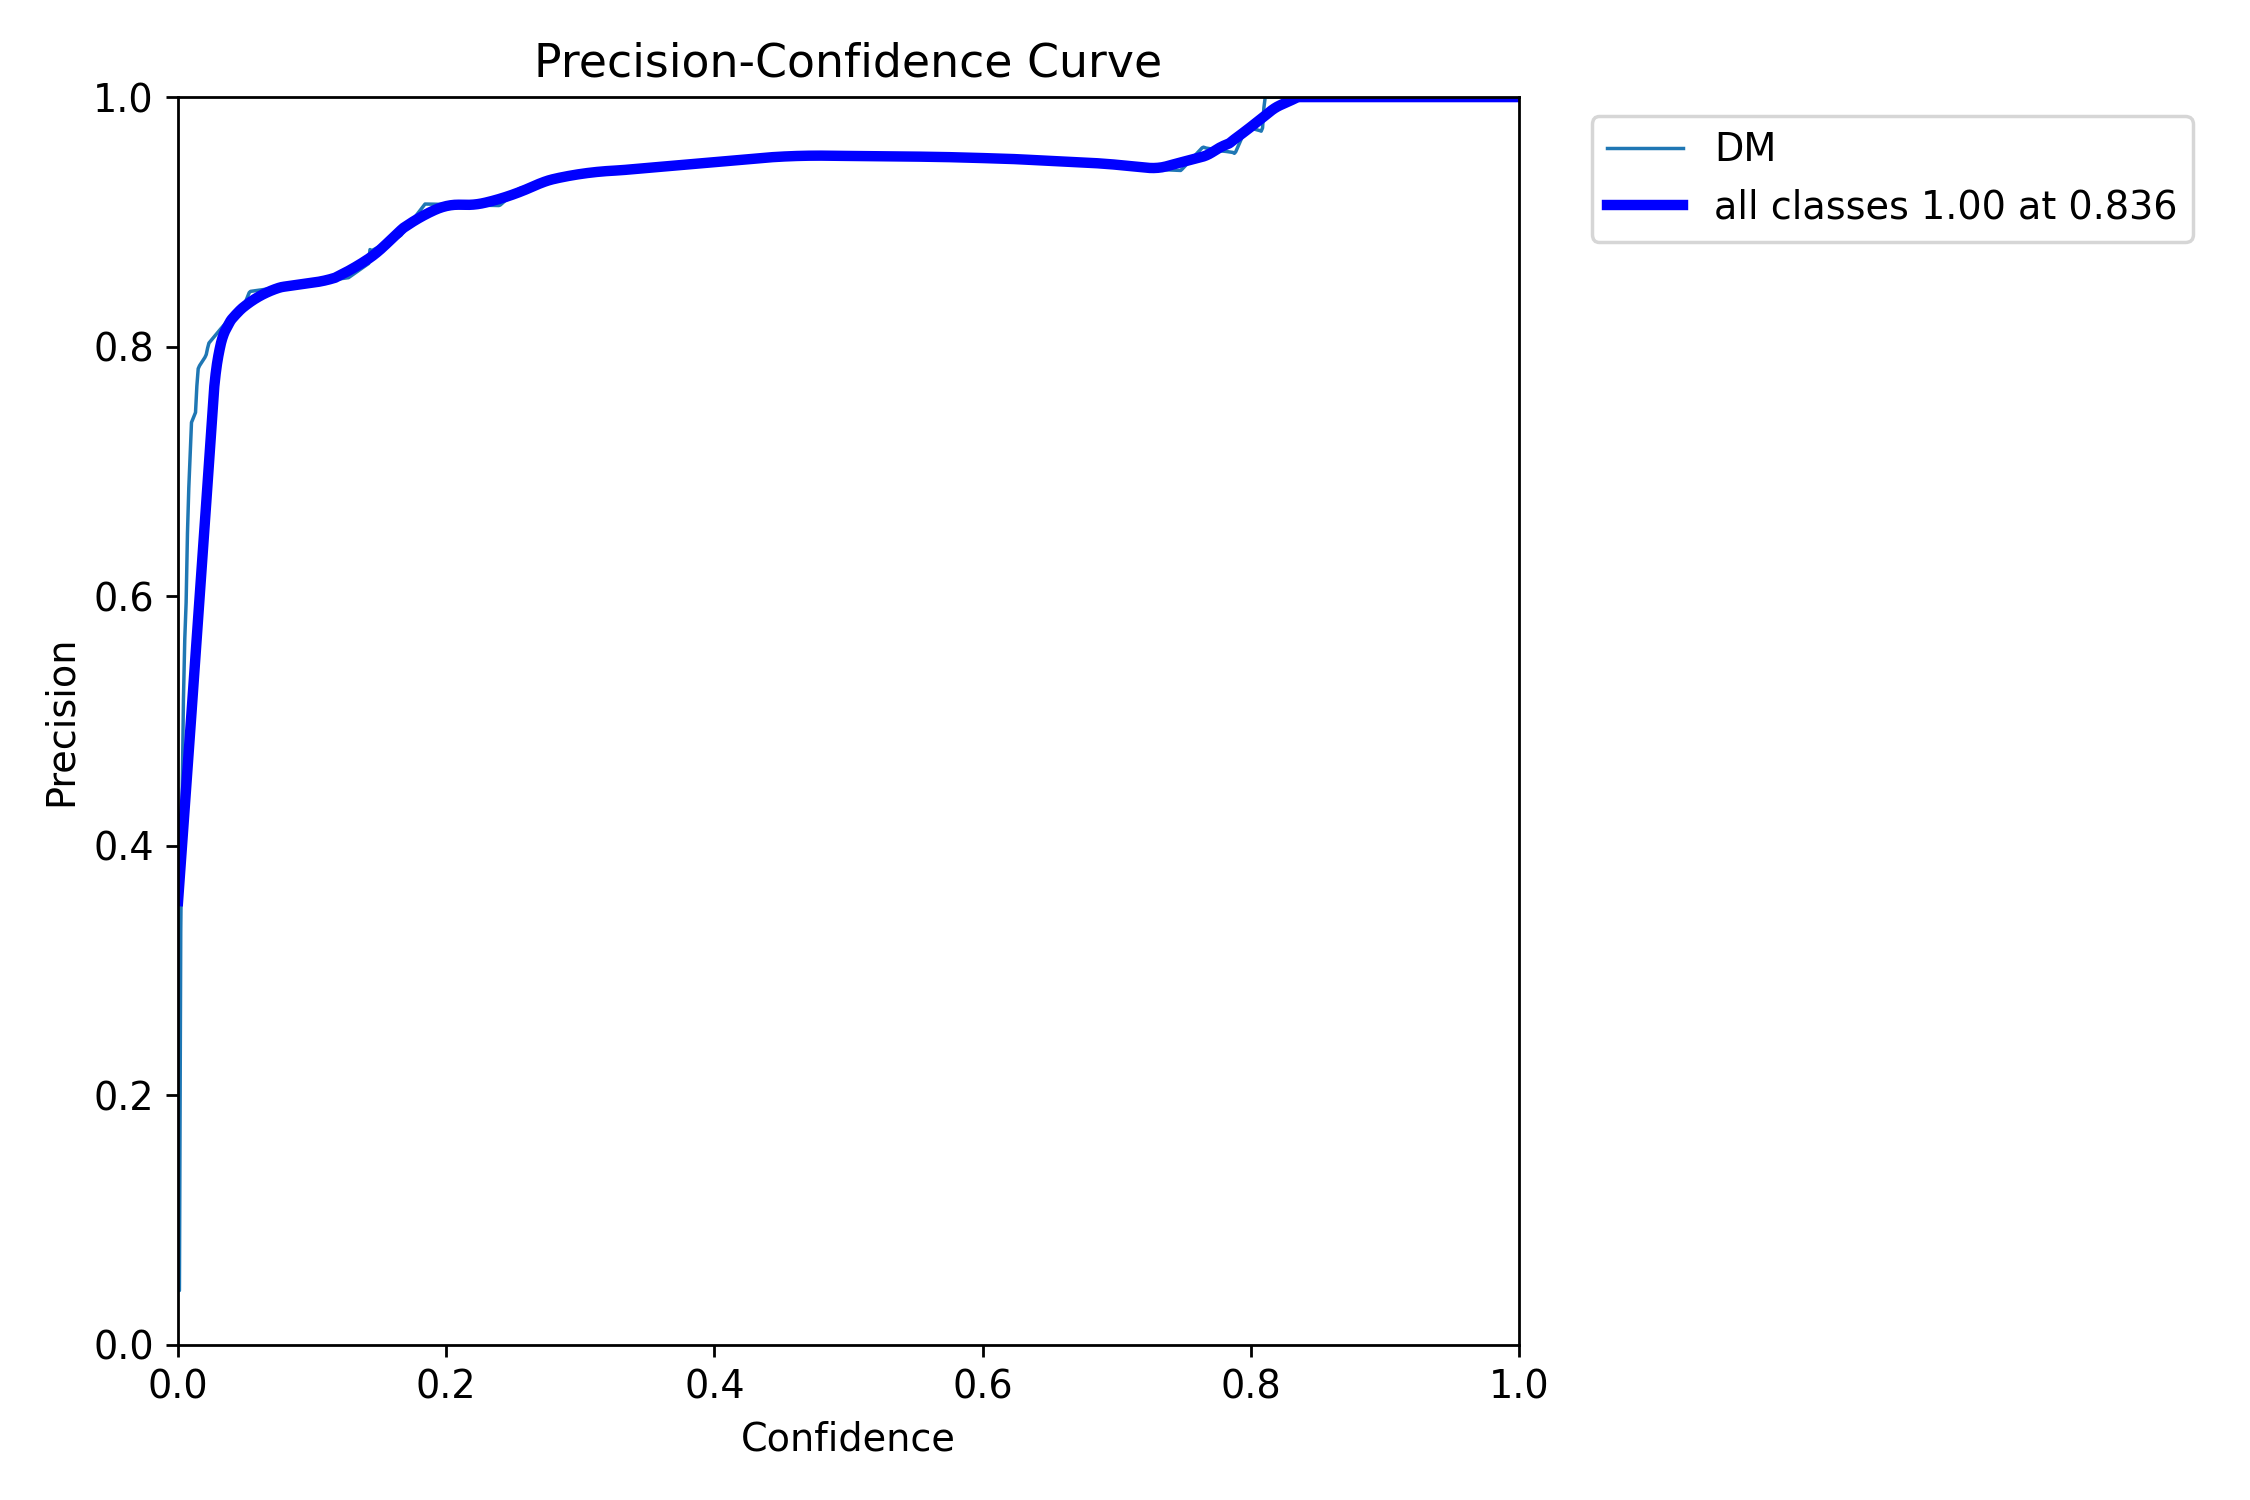 Precision-Confidence Curve
1.0
0.8
0.6
0.4
0.2
0.0
Precision
0.0 0.2 0.4 0.6 0.8 1.0
Confidence
DM
all classes 1.00 at 0.836